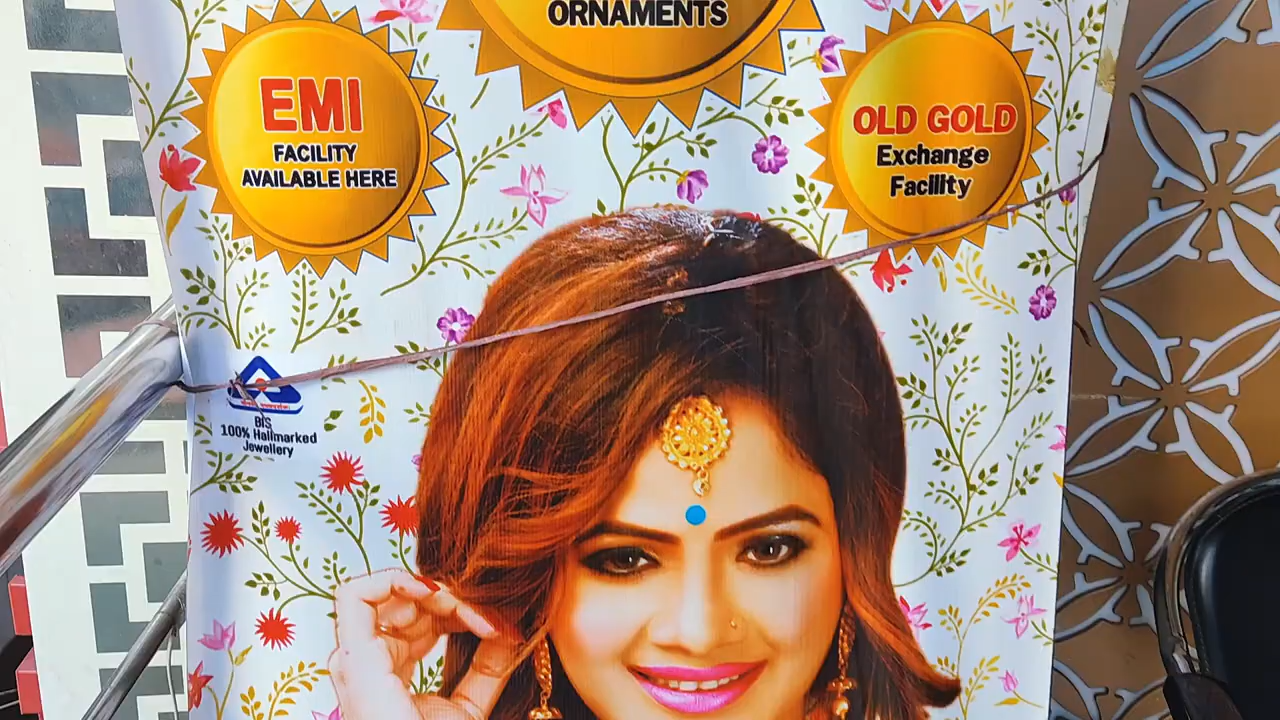 ORNAMENTS
EMI
FACILITY
AVAILABLE HERE
OLD GOLD
Exchange
Facility
BIS
100% Hallmarked
Jewellery